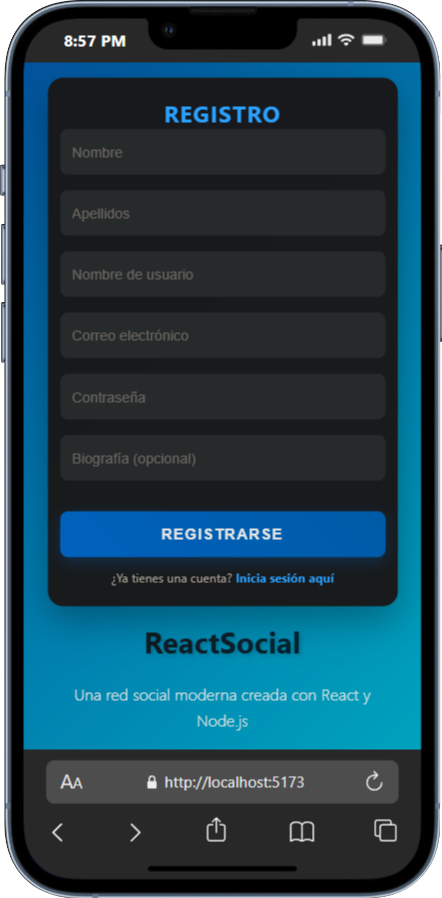 8:57 PM
REGISTRO
Nombre
Apellidos
Nombre de usuario
Correo electrónico
Contraseña
Biografía (opcional)
REGISTRARSE
¿Ya tienes una cuenta? Inicia sesión aquí
ReactSocial
Una red social moderna creada con React y
Node.js
AA http://localhost:5173